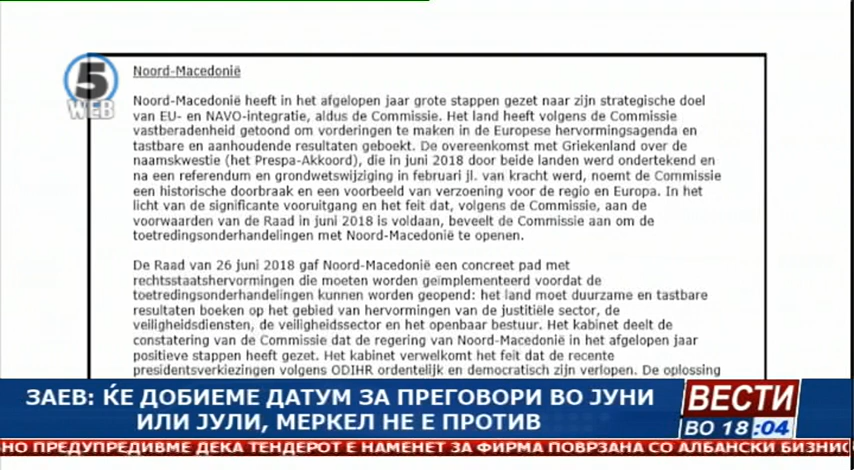 5
WEB
Noord-Macedonië
Noord-Macedonië heeft in het afgelopen jaar grote stappen gezet naar zijn strategische doel
van EU- en NAVO-integratie, aldus de Commissie. Het land heeft volgens de Commissie
vastberadenheid getoond om vorderingen te maken in de Europese hervormingsagenda en
tastbare en aanhoudende resultaten geboekt. De overeenkomst met Griekenland over de
naamskwestie (het Prespa-Akkoord), die in juni 2018 door beide landen werd ondertekend en
na een referendum en grondwetswijziging in februari jl. van kracht werd, noemt de Commissie
een historische doorbraak en een voorbeeld van verzoening voor de regio en Europa. In het
licht van de significante vooruitgang en het feit dat, volgens de Commissie, aan de
voorwaarden van de Raad in juni 2018 is voldaan, beveelt de Commissie aan om de
toetredingsonderhandelingen met Noord-Macedonië te openen.
De Raad van 26 juni 2018 gaf Noord-Macedonië een concreet pad met
rechtsstaatshervormingen die moeten worden geïmplementeerd voordat de
toetredingsonderhandelingen kunnen worden geopend: het land moet duurzame en tastbare
resultaten boeken op het gebied van hervormingen van de justitiële sector, de
veiligheidsdiensten, de veiligheidssector en het openbaar bestuur. Het kabinet deelt de
constatering van de Commissie dat de regering van Noord-Macedonië in het afgelopen jaar
positieve stappen heeft gezet. Het kabinet verwelkomt het feit dat de recente
presidentsverkiezingen volgens ODIHR ordentelijk en democratisch zijn verlopen. De oplossing
ЗАЕВ: ЌЕ ДОБИЕМЕ ДАТУМ ЗА ПРЕГОВОРИ ВО ЈУНИ
ИЛИ ЈУЛИ, МЕРКЕЛ НЕ Е ПРОТИВ
ВЕСТИ
ВО 18 :04
НО ПРЕДУПРЕДИВМЕ ДЕКА ТЕНДЕРОТ Е НАМЕНЕТ ЗА ФИРМА ПОВРЗАНА СО АЛБАНСКИ БИЗНИС